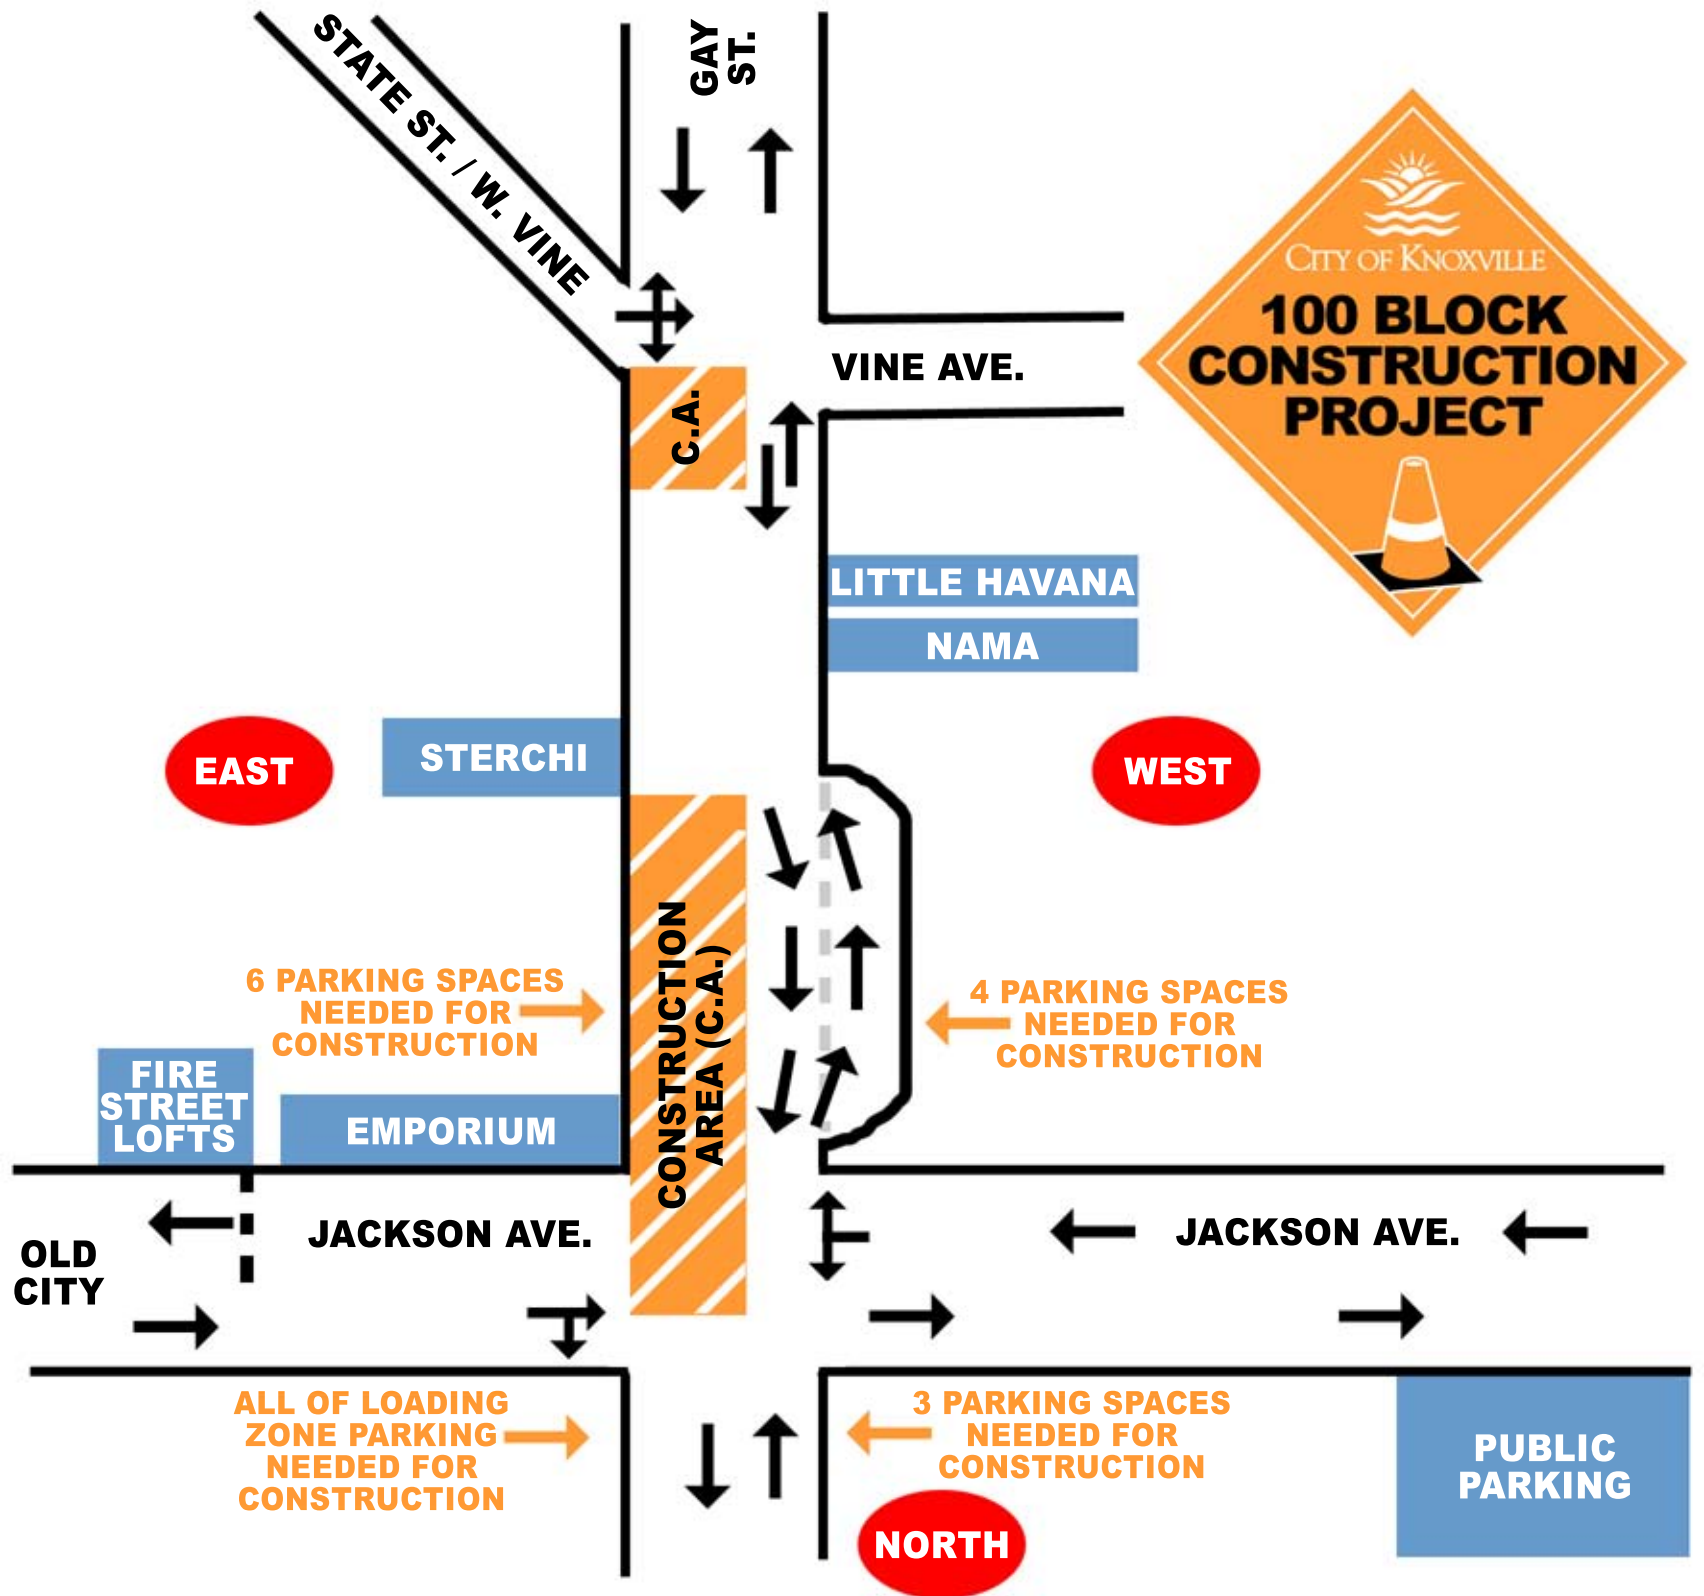 STATE ST. / W. VINE
GAY
ST.
CITY OF KNOXVILLE
100 BLOCK
CONSTRUCTION
PROJECT
VINE AVE.
C.A.
LITTLE HAVANA
NAMA
EAST
STERCHI
WEST
CONSTRUCTION
AREA (C.A.)
6 PARKING SPACES
NEEDED FOR
CONSTRUCTION
4 PARKING SPACES
NEEDED FOR
CONSTRUCTION
FIRE
STREET
LOFTS
EMPORIUM
JACKSON AVE.
JACKSON AVE.
OLD
CITY
ALL OF LOADING
ZONE PARKING
NEEDED FOR
CONSTRUCTION
3 PARKING SPACES
NEEDED FOR
CONSTRUCTION
PUBLIC
PARKING
NORTH